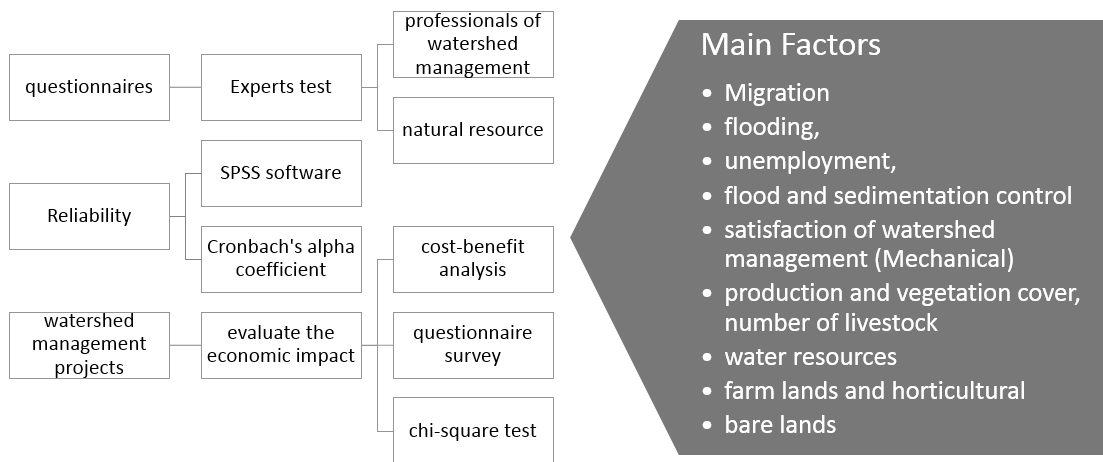 questionnaires
Experts test
professionals of
watershed
management
natural resource
Reliability
SPSS software
Cronbach's alpha
coefficient
watershed
management
projects
evaluate the
economic impact
cost-benefit
analysis
questionnaire
survey
chi-square test
Main Factors
• Migration
• flooding,
• unemployment,
• flood and sedimentation control
• satisfaction of watershed
management (Mechanical)
• production and vegetation cover,
number of livestock
• water resources
• farm lands and horticultural
• bare lands